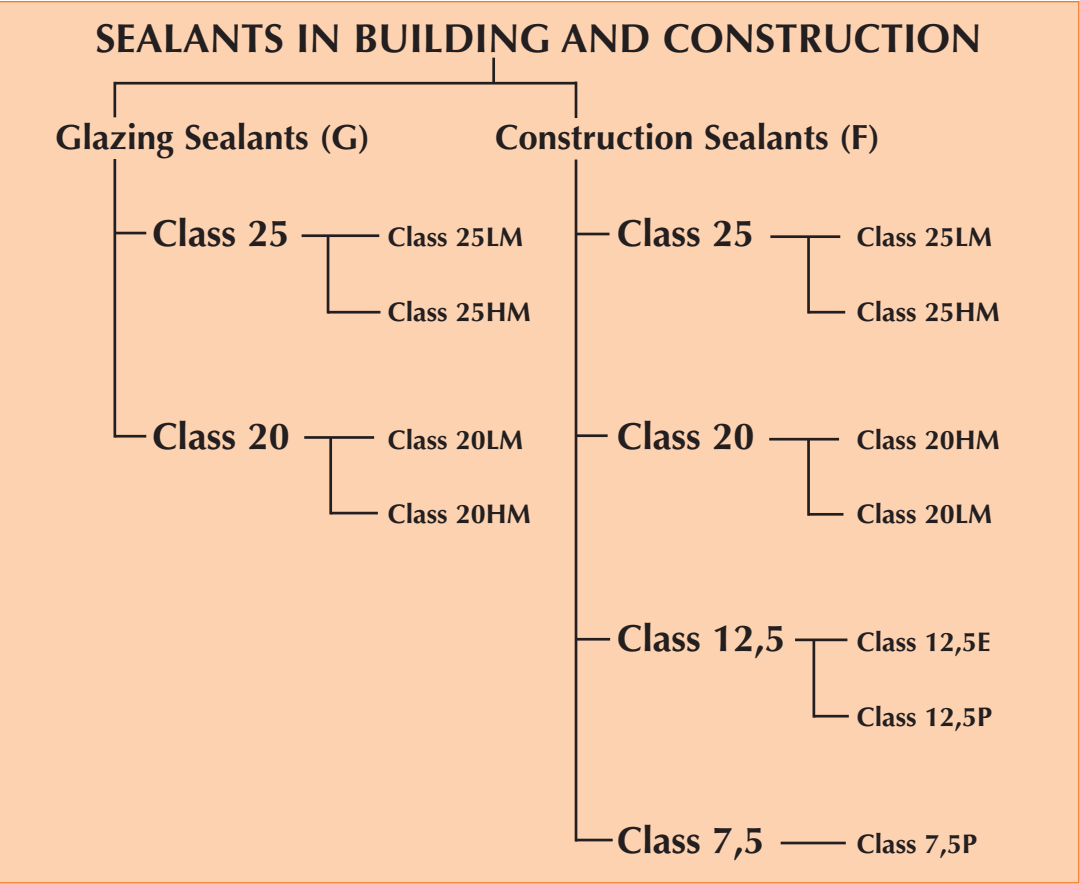 SEALANTS IN BUILDING AND CONSTRUCTION
Glazing Sealants (G)
Class 25
Class 25LM
Class 25HM
Class 20
Class 20LM
Class 20HM
Construction Sealants (F)
Class 25
Class 25LM
Class 25HM
Class 20
Class 20HM
Class 20LM
Class 12,5
Class 12,5E
Class 12,5P
Class 7,5
Class 7,5P